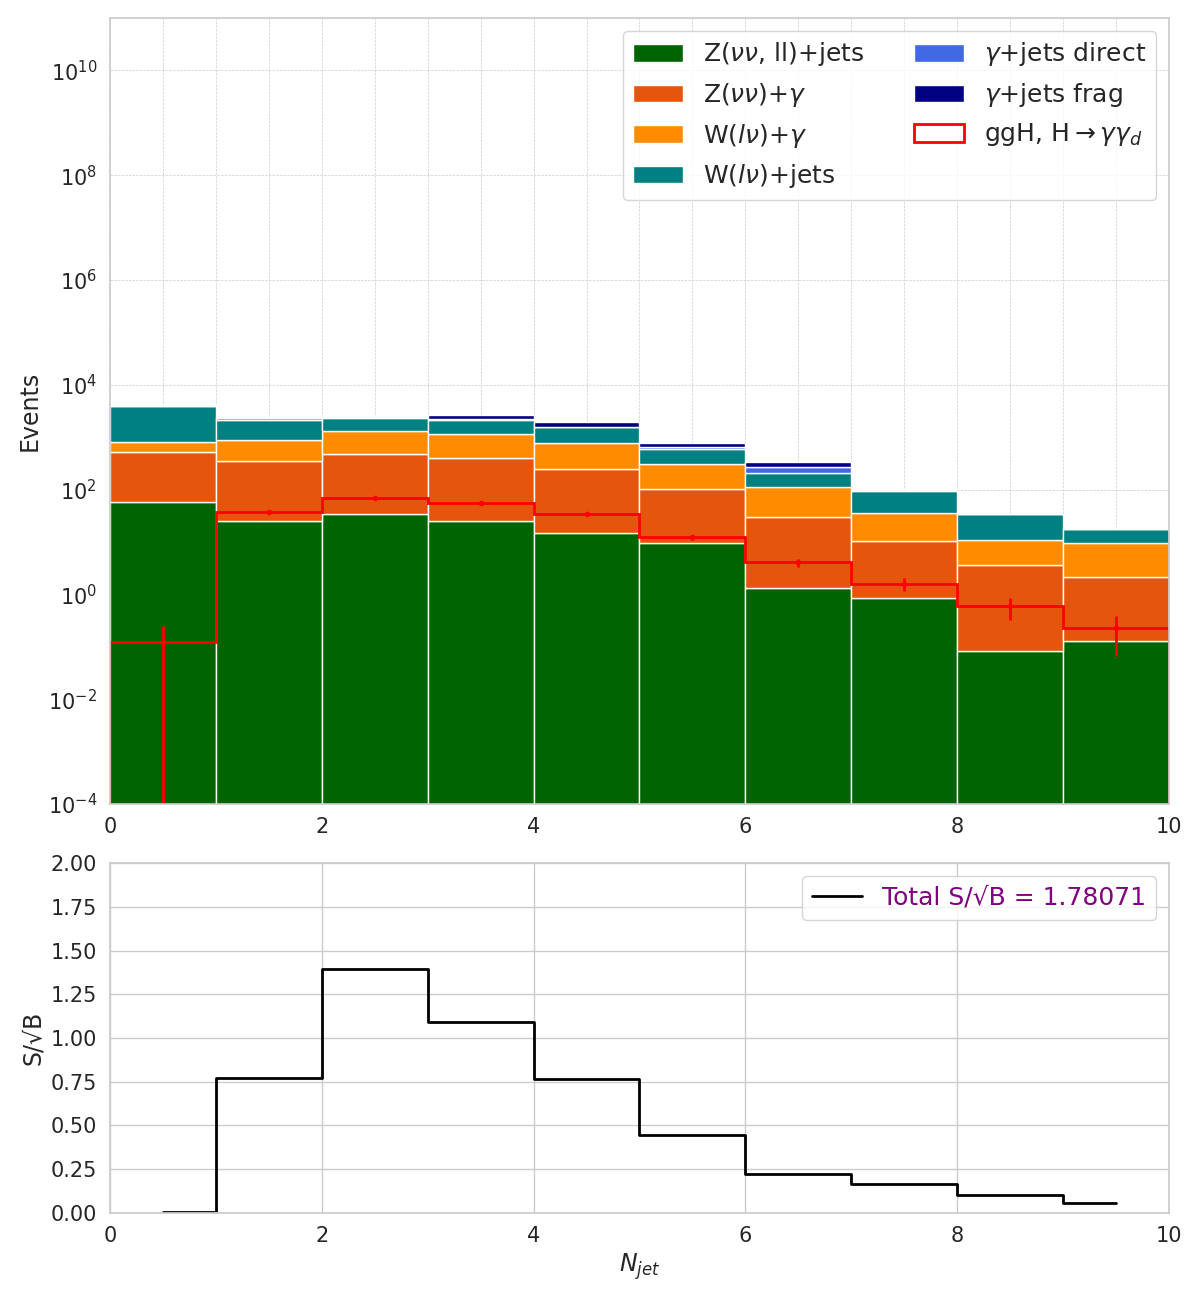 Z(νν, ll)+jets
Z(νν)+γ
W(lν)+γ
W(lν)+jets
γ+jets direct
γ+jets frag
ggH, H→γγ_d
Events
10^10
10^8
10^6
10^4
10^2
10^0
10^−2
10^−4
0 2 4 6 8 10
Total S/√B = 1.78071
S/√B
2.00
1.75
1.50
1.25
1.00
0.75
0.50
0.25
0.00
0 2 4 6 8 10
N_jet